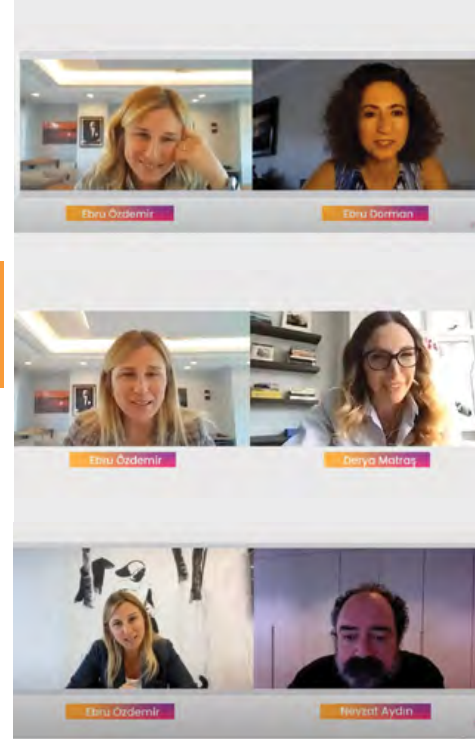 Ebru Özdemir
Ebru Dorman
Ebru Özdemir
Derya Matraş
Ebru Özdemir
Nevzat Aydın